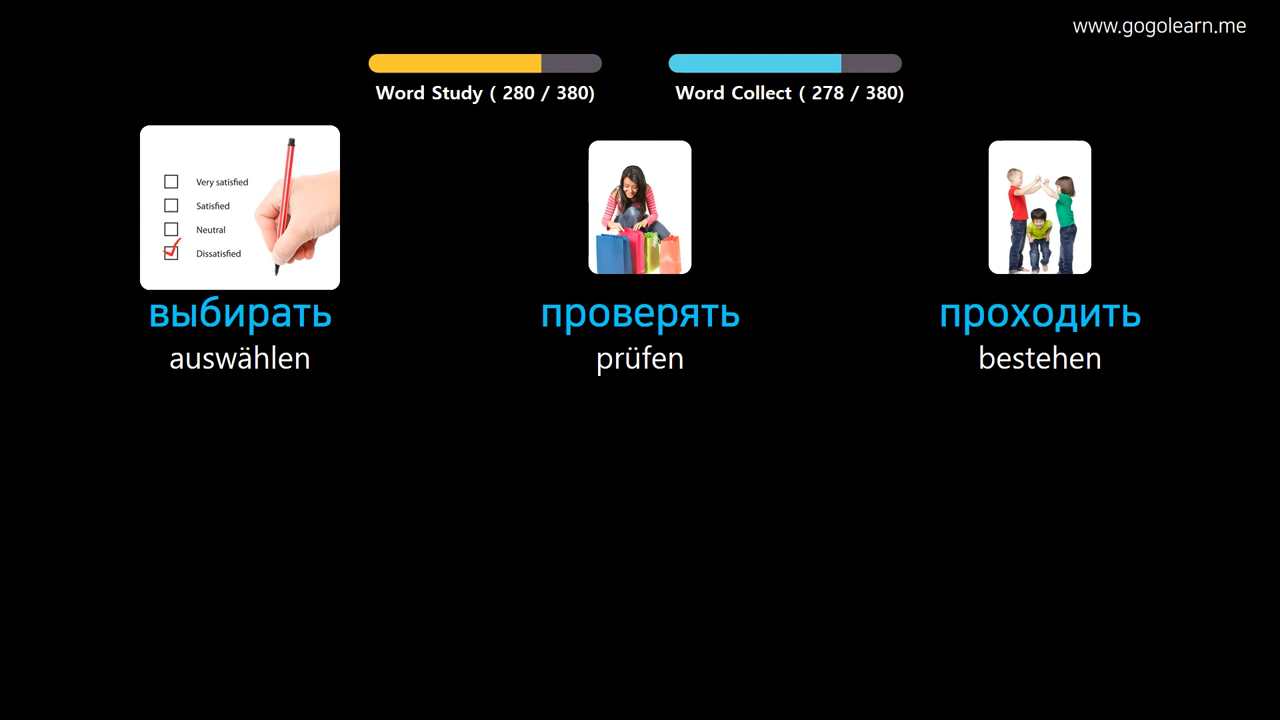 www.gogolearn.me
Word Study ( 280 / 380)
Word Collect ( 278 / 380)
Very satisfied
Satisfied
Neutral
Dissatisfied
выбирать
проверять
проходить
auswählen
prüfen
bestehen